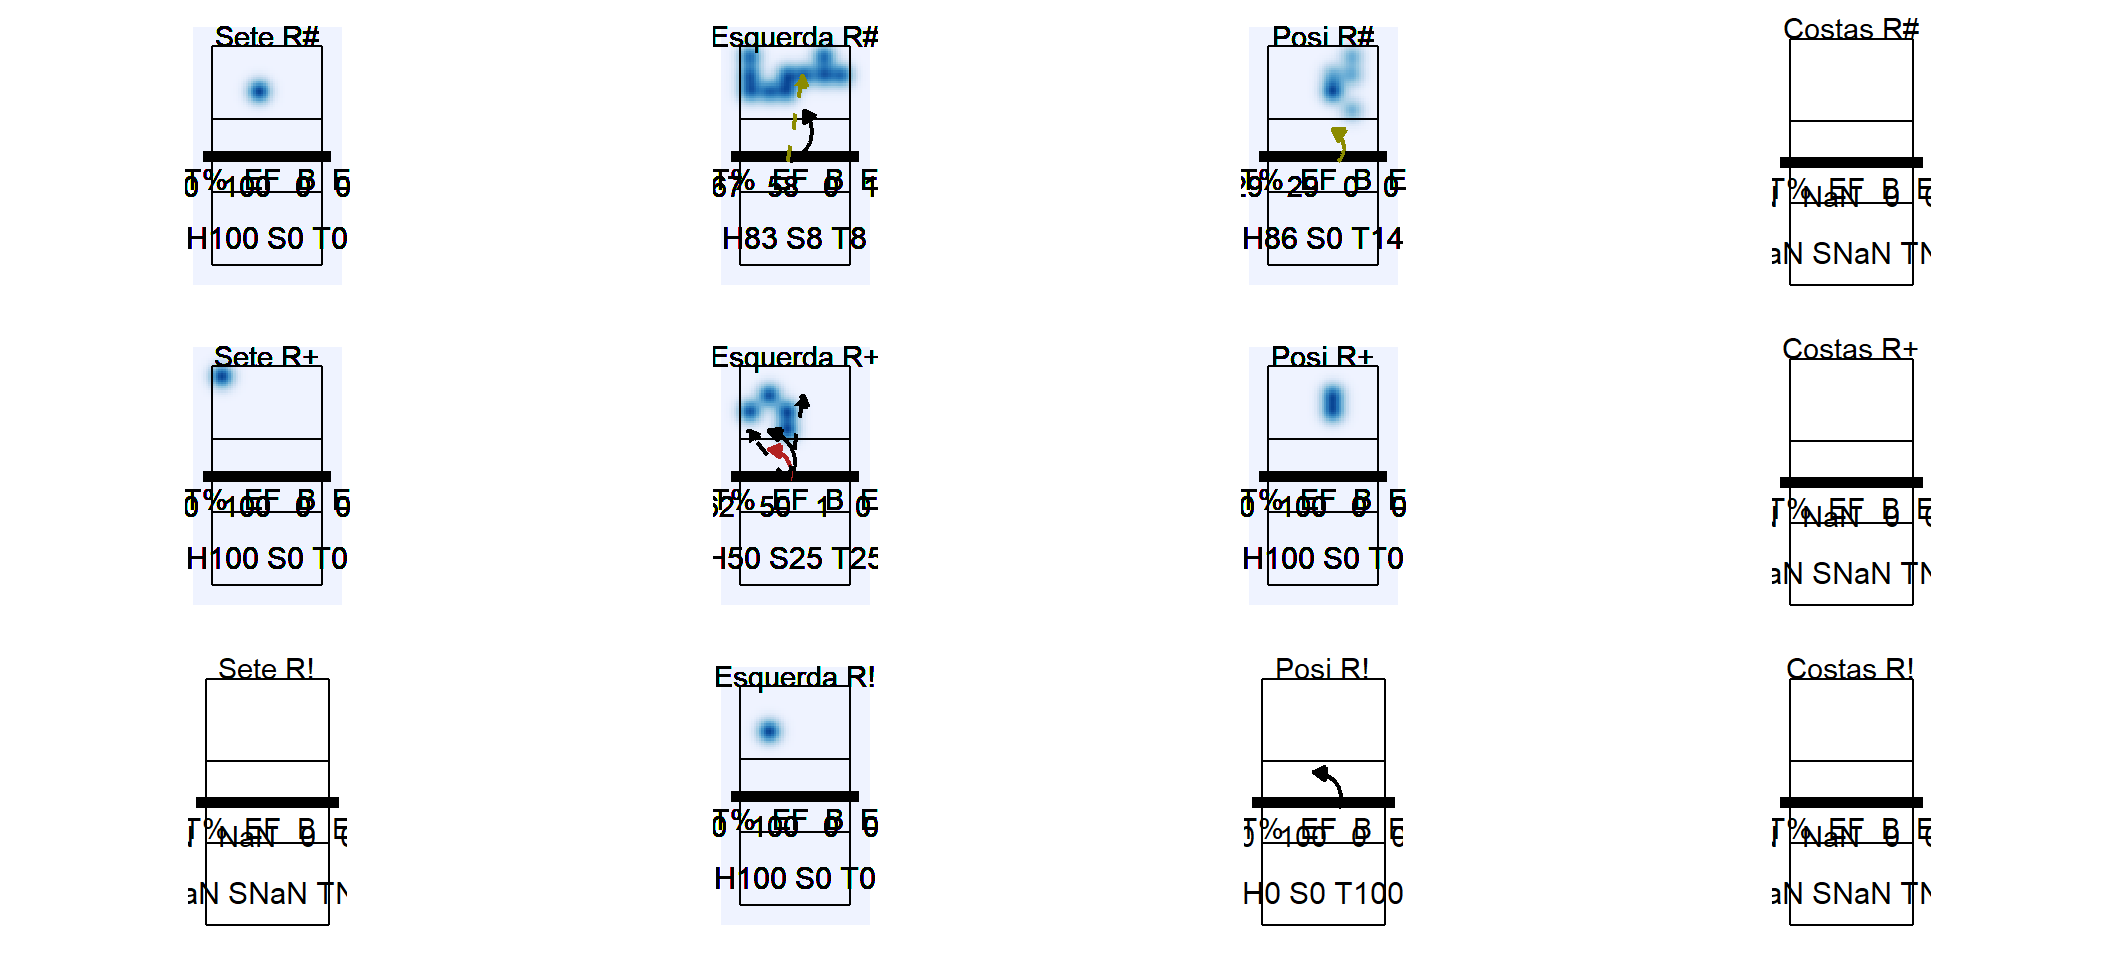 Sete R#
Esquerda R#
Posi R#
Costas R#
T% EF B E
T% EF B E
T% EF B E
T% EF B E
0 100 0 0
67 58 0 1
29 29 0 0
NaN 0
H100 S0 T0
H83 S8 T8
H86 S0 T14
aN SNaN TN
Sete R+
Esquerda R+
Posi R+
Costas R+
T% EF B E
T% EF B E
T% EF B E
T% EF B E
0 100 0 0
62 50 1 0
0 100 0 0
NaN 0
H100 S0 T0
H50 S25 T25
H100 S0 T0
aN SNaN TN
Sete R!
Esquerda R!
Posi R!
Costas R!
T% EF B E
T% EF B E
T% EF B E
T% EF B E
NaN 0
0 100 0 0
0 100 0 0
NaN 0
aN SNaN TN
H100 S0 T0
H0 S0 T100
aN SNaN TN